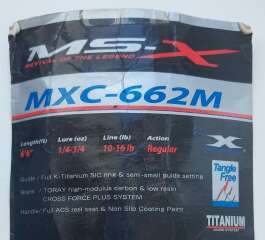 MS-X
REVIVAL OF THE LEGEND
MXC-662M
Length(ft) Lure (oz) Line (lb) Action
6'6" 1/4-3/4 10-16 lb Regular
X
Tangle Free
Guide / Full K-Titanium SIC ring & semi-small guide setting
Blank / TORAY high-modulus carbon & low resin
CROSS FORCE PLUS SYSTEM
Handle/ Full ACS reel seat & Non Slip Coating Paint
TITANIUM